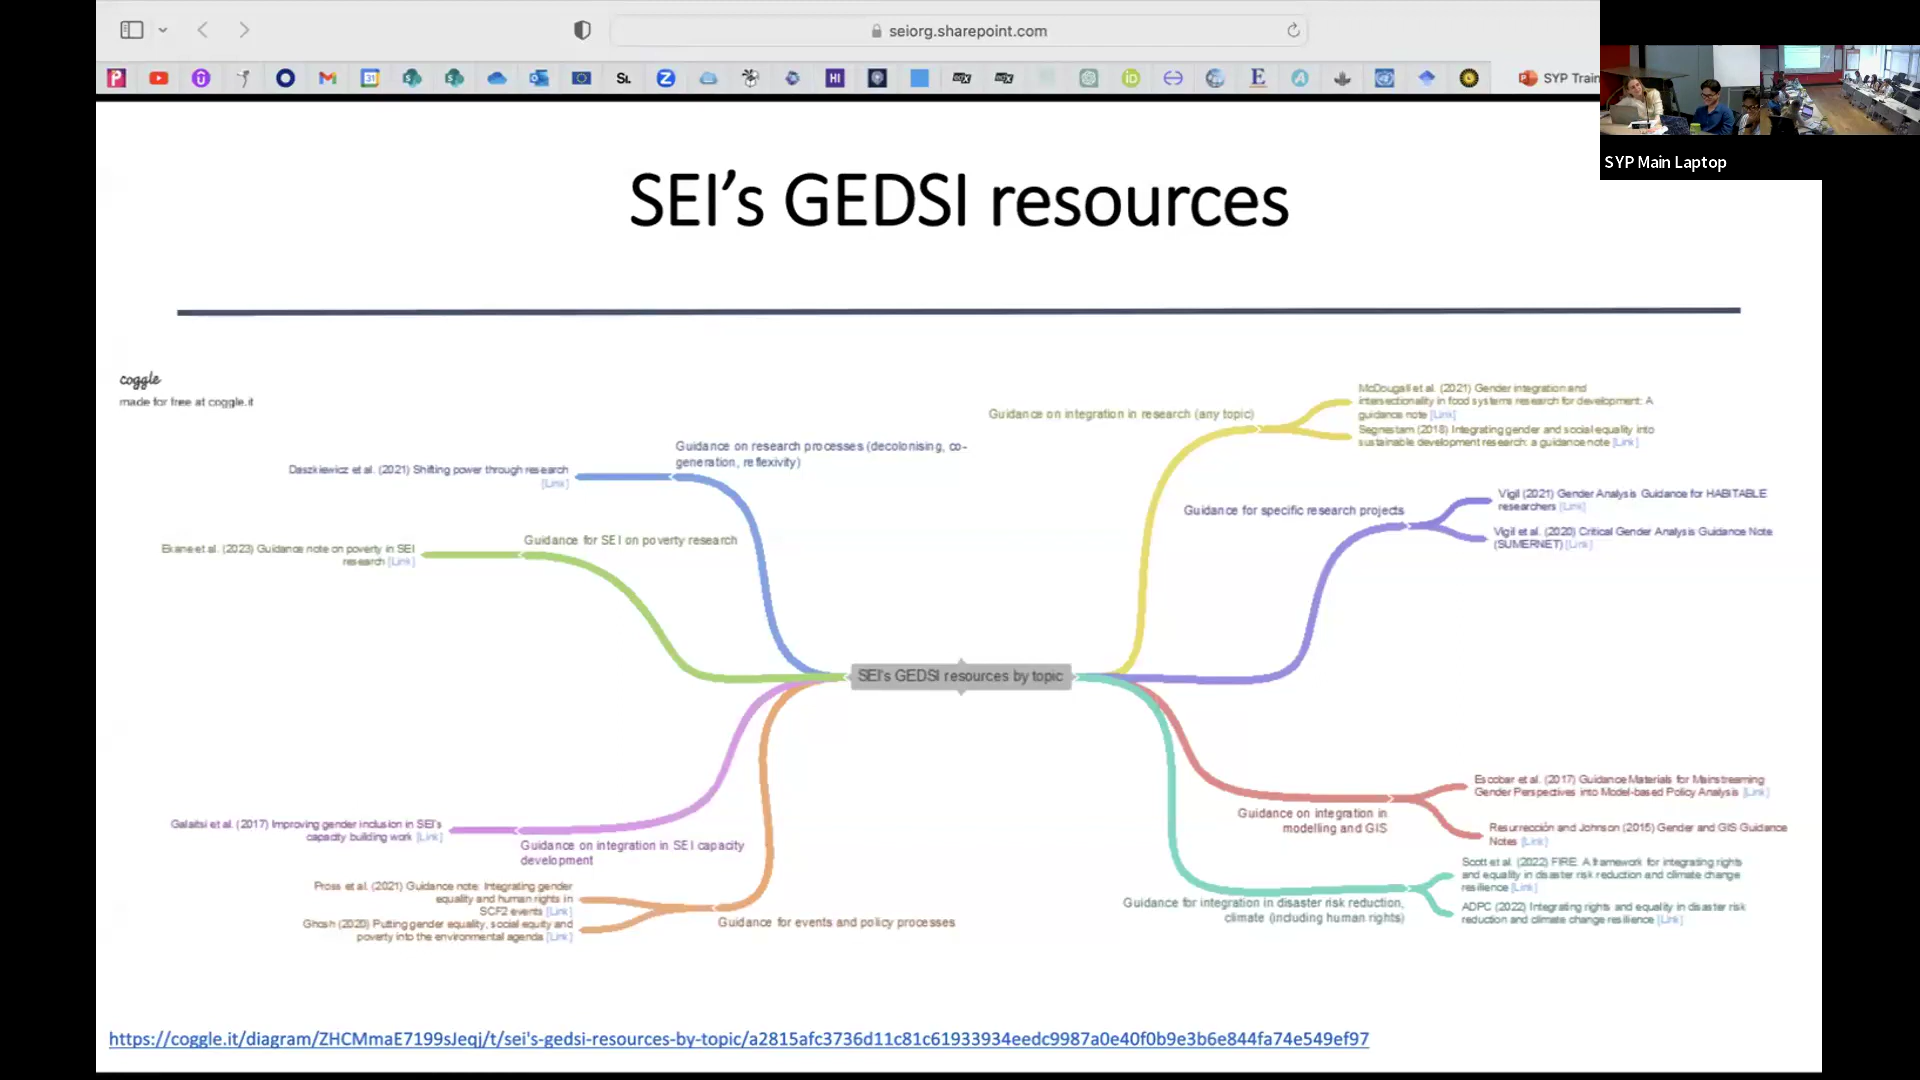 seiorg.sharepoint.com
SYP Train
SYP Main Laptop
SEI’s GEDSI resources
coggle
made for free at coggle.it
Guidance on research processes (decolonising, co-
generation, reflexivity)
Daszkiewicz et al. (2021) Shifting power through research
[Link]
Guidance for SEI on poverty research
Ekane et al. (2023) Guidance note on poverty in SEI
research [Link]
Guidance on integration in research (any topic)
McDougall et al. (2021) Gender integration and
intersectionality in food systems research for development: A
guidance note [Link]
Segnestam (2018) Integrating gender and social equality into
sustainable development research: a guidance note [Link]
Guidance for specific research projects
Vigil (2021) Gender Analysis Guidance for HABITABLE
researchers [Link]
Vigil et al. (2020) Critical Gender Analysis Guidance Note
(SUMERNET) [Link]
SEI's GEDSI resources by topic
Galaitsi et al. (2017) Improving gender inclusion in SEI's
capacity building work [Link]
Guidance on integration in SEI capacity
development
Pross et al. (2021) Guidance note: Integrating gender
equality and human rights in
SCF2 events [Link]
Ghosh (2020) Putting gender equality, social equity and
poverty into the environmental agenda [Link]
Guidance for events and policy processes
Guidance on integration in
modelling and GIS
Escobar et al. (2017) Guidance Materials for Mainstreaming
Gender Perspectives into Model-based Policy Analysis [Link]
Resurrección and Johnson (2015) Gender and GIS Guidance
Notes [Link]
Guidance for integration in disaster risk reduction,
climate (including human rights)
Scott et al. (2022) FIRE: A framework for integrating rights
and equality in disaster risk reduction and climate change
resilience [Link]
ADPC (2022) Integrating rights and equality in disaster risk
reduction and climate change resilience [Link]
https://coggle.it/diagram/ZHCMmaE7199sJeqj/t/sei's-gedsi-resources-by-topic/a2815afc3736d11c81c61933934eedc9987a0e40f0b9e3b6e844fa74e549ef97